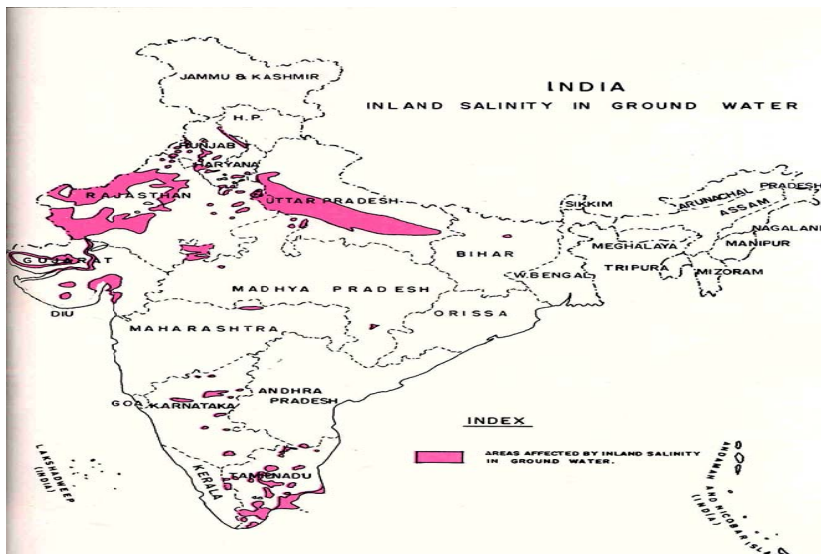 JAMMU & KASHMIR
INDIA
INLAND SALINITY IN GROUND WATER
H.P.
PUNJAB
HARYANA
RAJASTHAN
UTTAR PRADESH
SIKKIM
ARUNACHAL PRADESH
ASSAM
NAGALAND
MEGHALAYA
MANIPUR
BIHAR
GUJARAT
W.BENGAL
TRIPURA
MIZORAM
MADHYA PRADESH
DIU
ORISSA
MAHARASHTRA
ANDHRA
PRADESH
GOA
KARNATAKA
INDEX
AREAS AFFECTED BY INLAND SALINITY
IN GROUND WATER.
LAKSHADWEEP
(INDIA)
KERALA
TAMILNADU
ANDAMAN AND NICOBAR ISLA
(INDIA)